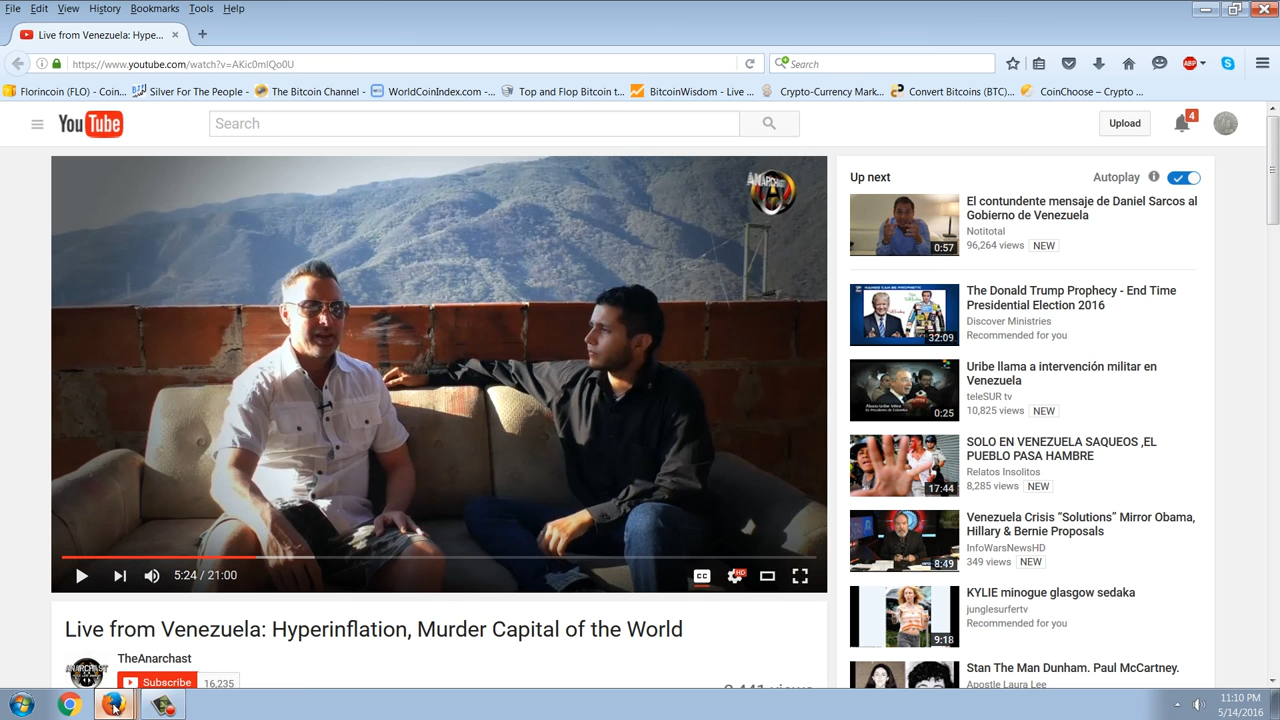 File Edit View History Bookmarks Tools Help
Live from Venezuela: Hype...
https://www.youtube.com/watch?v=AKic0mlQo0U
Search
ABP
Florincoin (FLO) - Coin... Silver For The People - The Bitcoin Channel - WorldCoinIndex.com -... Top and Flop Bitcoin t... BitcoinWisdom - Live ... Crypto-Currency Mark... Convert Bitcoins (BTC)... CoinChoose – Crypto ...
YouTube
Search
Upload
4
ANARCHAST
5:24 / 21:00
CC
HD
Live from Venezuela: Hyperinflation, Murder Capital of the World
ANARCHAST
TheAnarchast
Subscribe 16,235
Up next
Autoplay
El contundente mensaje de Daniel Sarcos al
Gobierno de Venezuela
Notitotal
96,264 views NEW
0:57
The Donald Trump Prophecy - End Time
Presidential Election 2016
Discover Ministries
Recommended for you
32:09
Uribe llama a intervención militar en
Venezuela
teleSUR tv
10,825 views NEW
0:25
SOLO EN VENEZUELA SAQUEOS ,EL
PUEBLO PASA HAMBRE
Relatos Insolitos
8,285 views NEW
17:44
Venezuela Crisis “Solutions” Mirror Obama,
Hillary & Bernie Proposals
InfoWarsNewsHD
349 views NEW
8:49
KYLIE minogue glasgow sedaka
junglesurfertv
Recommended for you
9:18
Stan The Man Dunham. Paul McCartney.
Apostle Laura Lee
11:10 PM
5/14/2016